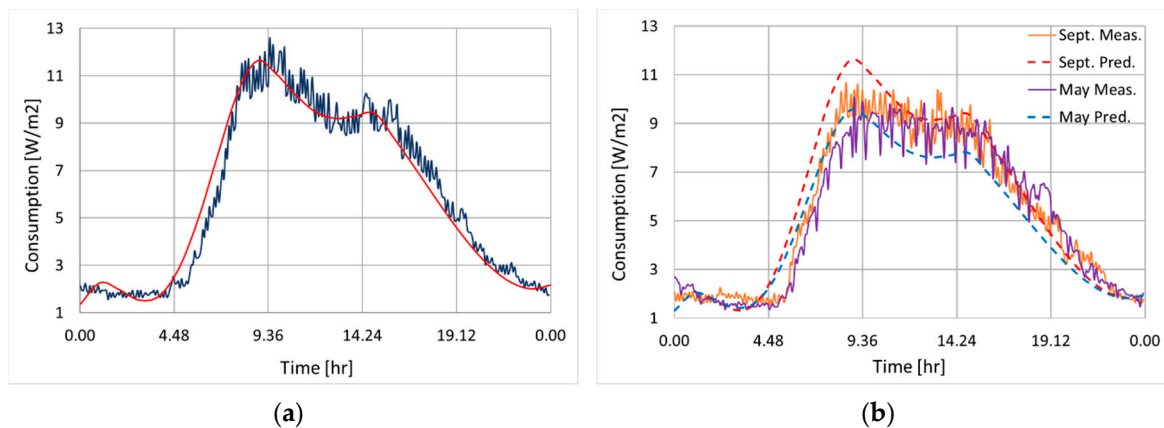 13
11
9
7
5
3
1
Consumption [W/m2]
0.00 4.48 9.36 14.24 19.12 0.00
Time [hr]
(a)
13
11
9
7
5
3
1
Consumption [W/m2]
Sept. Meas.
Sept. Pred.
May Meas.
May Pred.
0.00 4.48 9.36 14.24 19.12 0.00
Time [hr]
(b)